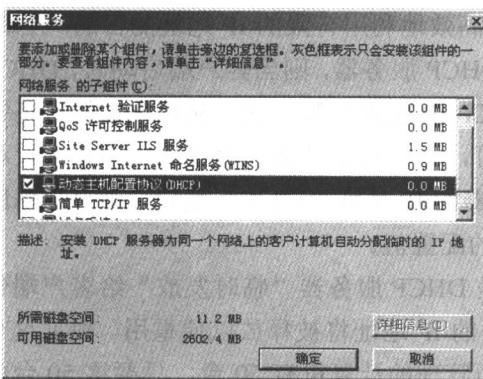 网络服务
要添加或删除某个组件，请单击旁边的复选框。灰色框表示只会安装该组件的一
部分。要查看组件内容，请单击“详细信息”。
网络服务 的子组件(C):
Internet 验证服务 0.0 MB
QoS 许可控制服务 0.0 MB
Site Server ILS 服务 1.5 MB
Windows Internet 命名服务(WINS) 0.9 MB
动态主机配置协议(DHCP) 0.0 MB
简单 TCP/IP 服务 0.0 MB
描述: 安装 DHCP 服务器为同一个网络上的客户计算机自动分配临时的 IP 地
址。
所需磁盘空间: 11.2 MB
详细信息(D)
可用磁盘空间: 2602.4 MB
确定 取消